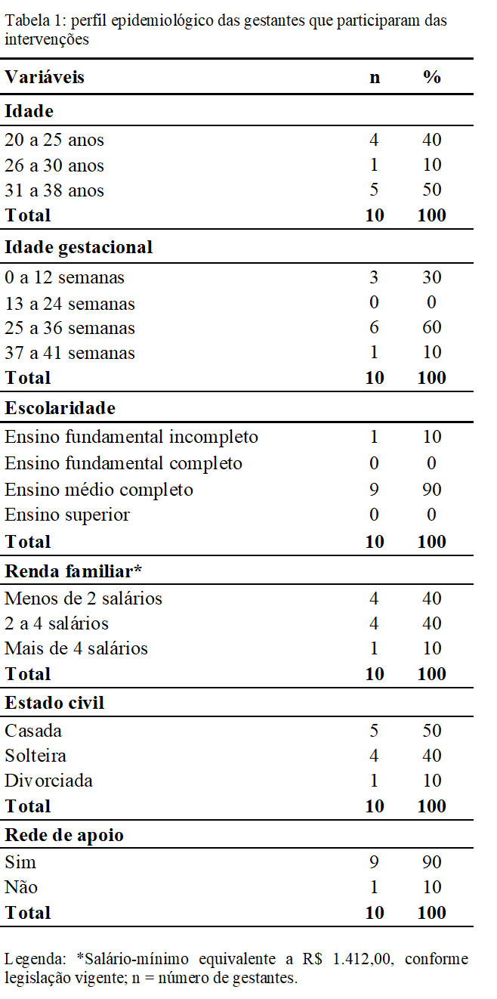 Tabela 1: perfil epidemiológico das gestantes que participaram das
intervenções
Variáveis n %
Idade
20 a 25 anos 4 40
26 a 30 anos 1 10
31 a 38 anos 5 50
Total 10 100
Idade gestacional
0 a 12 semanas 3 30
13 a 24 semanas 0 0
25 a 36 semanas 6 60
37 a 41 semanas 1 10
Total 10 100
Escolaridade
Ensino fundamental incompleto 1 10
Ensino fundamental completo 0 0
Ensino médio completo 9 90
Ensino superior 0 0
Total 10 100
Renda familiar*
Menos de 2 salários 4 40
2 a 4 salários 4 40
Mais de 4 salários 1 10
Total 10 100
Estado civil
Casada 5 50
Solteira 4 40
Divorciada 1 10
Total 10 100
Rede de apoio
Sim 9 90
Não 1 10
Total 10 100
Legenda: *Salário-mínimo equivalente a R$ 1.412,00, conforme
legislação vigente; n = número de gestantes.